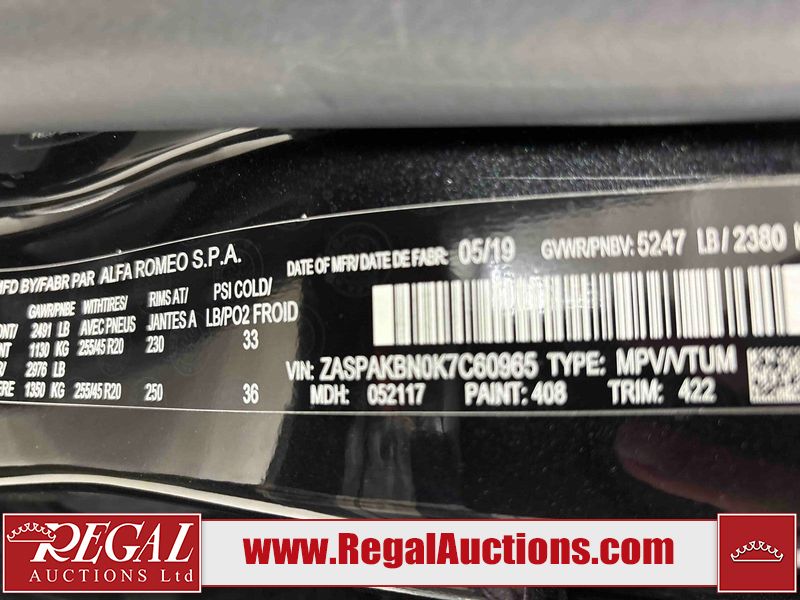 MFD BY/FABR PAR ALFA ROMEO S.P.A.
DATE OF MFR/DATE DE FABR: 05/19 GVWR/PNBV: 5247 LB/ 2380
GAWR/PNBE WITHTIRES/ RIMS AT/ PSI COLD/
AVEC PNEUS JANTES A LB/PO2 FROID
2491 LB
1130 KG 255/45 R20 230 33
2976 LB
1350 KG 255/45 R20 250 36
VIN: ZASPAKBN0K7C60965 TYPE: MPV/VTUM
MDH: 052117 PAINT: 408 TRIM: 422
REGAL
AUCTIONS Ltd
www.RegalAuctions.com